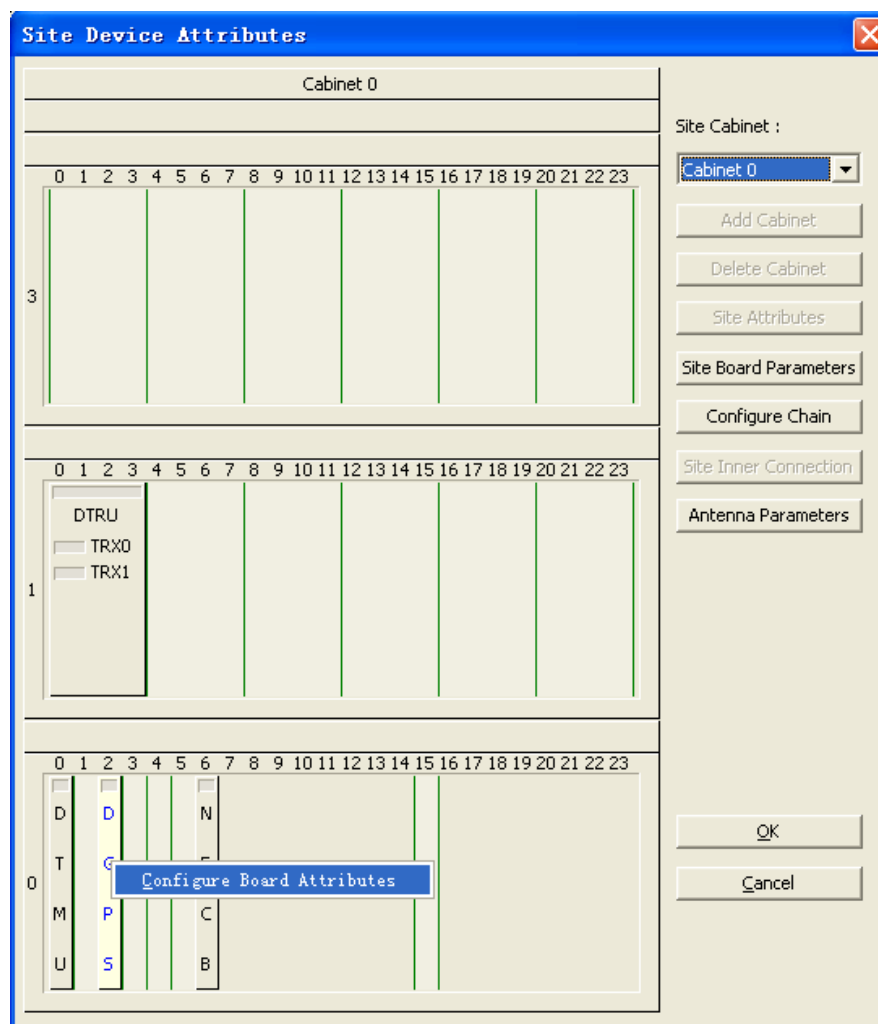 Site Device Attributes
Cabinet 0
Site Cabinet :
Cabinet 0
Add Cabinet
Delete Cabinet
Site Attributes
Site Board Parameters
Configure Chain
Site Inner Connection
Antenna Parameters
0 1 2 3 4 5 6 7 8 9 10 11 12 13 14 15 16 17 18 19 20 21 22 23
3
0 1 2 3 4 5 6 7 8 9 10 11 12 13 14 15 16 17 18 19 20 21 22 23
DTRU
TRX0
TRX1
1
0 1 2 3 4 5 6 7 8 9 10 11 12 13 14 15 16 17 18 19 20 21 22 23
0
D
T
M
U
D
G
P
S
N
C
B
Configure Board Attributes
OK
Cancel